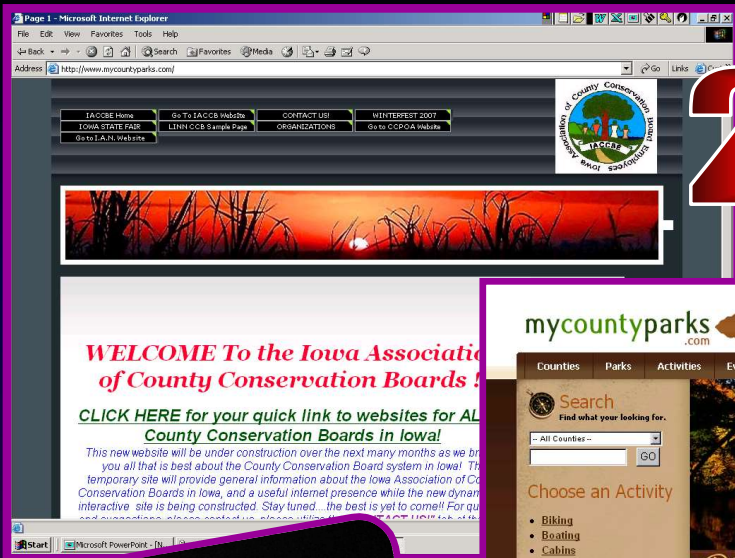 Page 1 - Microsoft Internet Explorer
File Edit View Favorites Tools Help
Back Search Favorites Media
Address http://www.mycountyparks.com/ Go Links
IACCBE Home Go To IACCB Website CONTACT US! WINTERFEST 2007
IOWA STATE FAIR LINN CCB Sample Page ORGANIZATIONS Go to CCPOA Website
Go to I.A.N. Website
Iowa Association of County Conservation Board Employees
IACCBE
2
WELCOME To the Iowa
of County Conservation Boards !
CLICK HERE for your quick link to websites for
County Conservation Boards in Iowa!
This new website will be under construction over the next many months as we
you all that is best about the County Conservation Board system in Iowa!
temporary site will provide general information about the Iowa Association of
Conservation Boards in Iowa, and a useful internet presence while the new
interactive site is being constructed. Stay tuned....the best is yet to come!! For
Start Microsoft PowerPoint - [N...
mycountyparks
.com
Counties Parks Activities
Search
Find what your looking for.
-- All Counties --
GO
Choose an Activity
Biking
Boating
Cabins